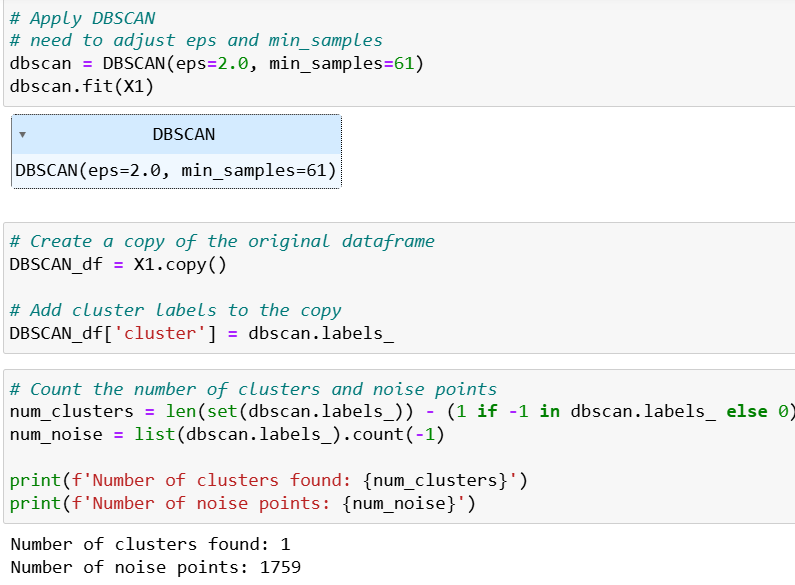 # Apply DBSCAN
# need to adjust eps and min_samples
dbscan = DBSCAN(eps=2.0, min_samples=61)
dbscan.fit(X1)
▾ DBSCAN
DBSCAN(eps=2.0, min_samples=61)
# Create a copy of the original dataframe
DBSCAN_df = X1.copy()
# Add cluster labels to the copy
DBSCAN_df['cluster'] = dbscan.labels_
# Count the number of clusters and noise points
num_clusters = len(set(dbscan.labels_)) - (1 if -1 in dbscan.labels_ else 0)
num_noise = list(dbscan.labels_).count(-1)
print(f'Number of clusters found: {num_clusters}')
print(f'Number of noise points: {num_noise}')
Number of clusters found: 1
Number of noise points: 1759